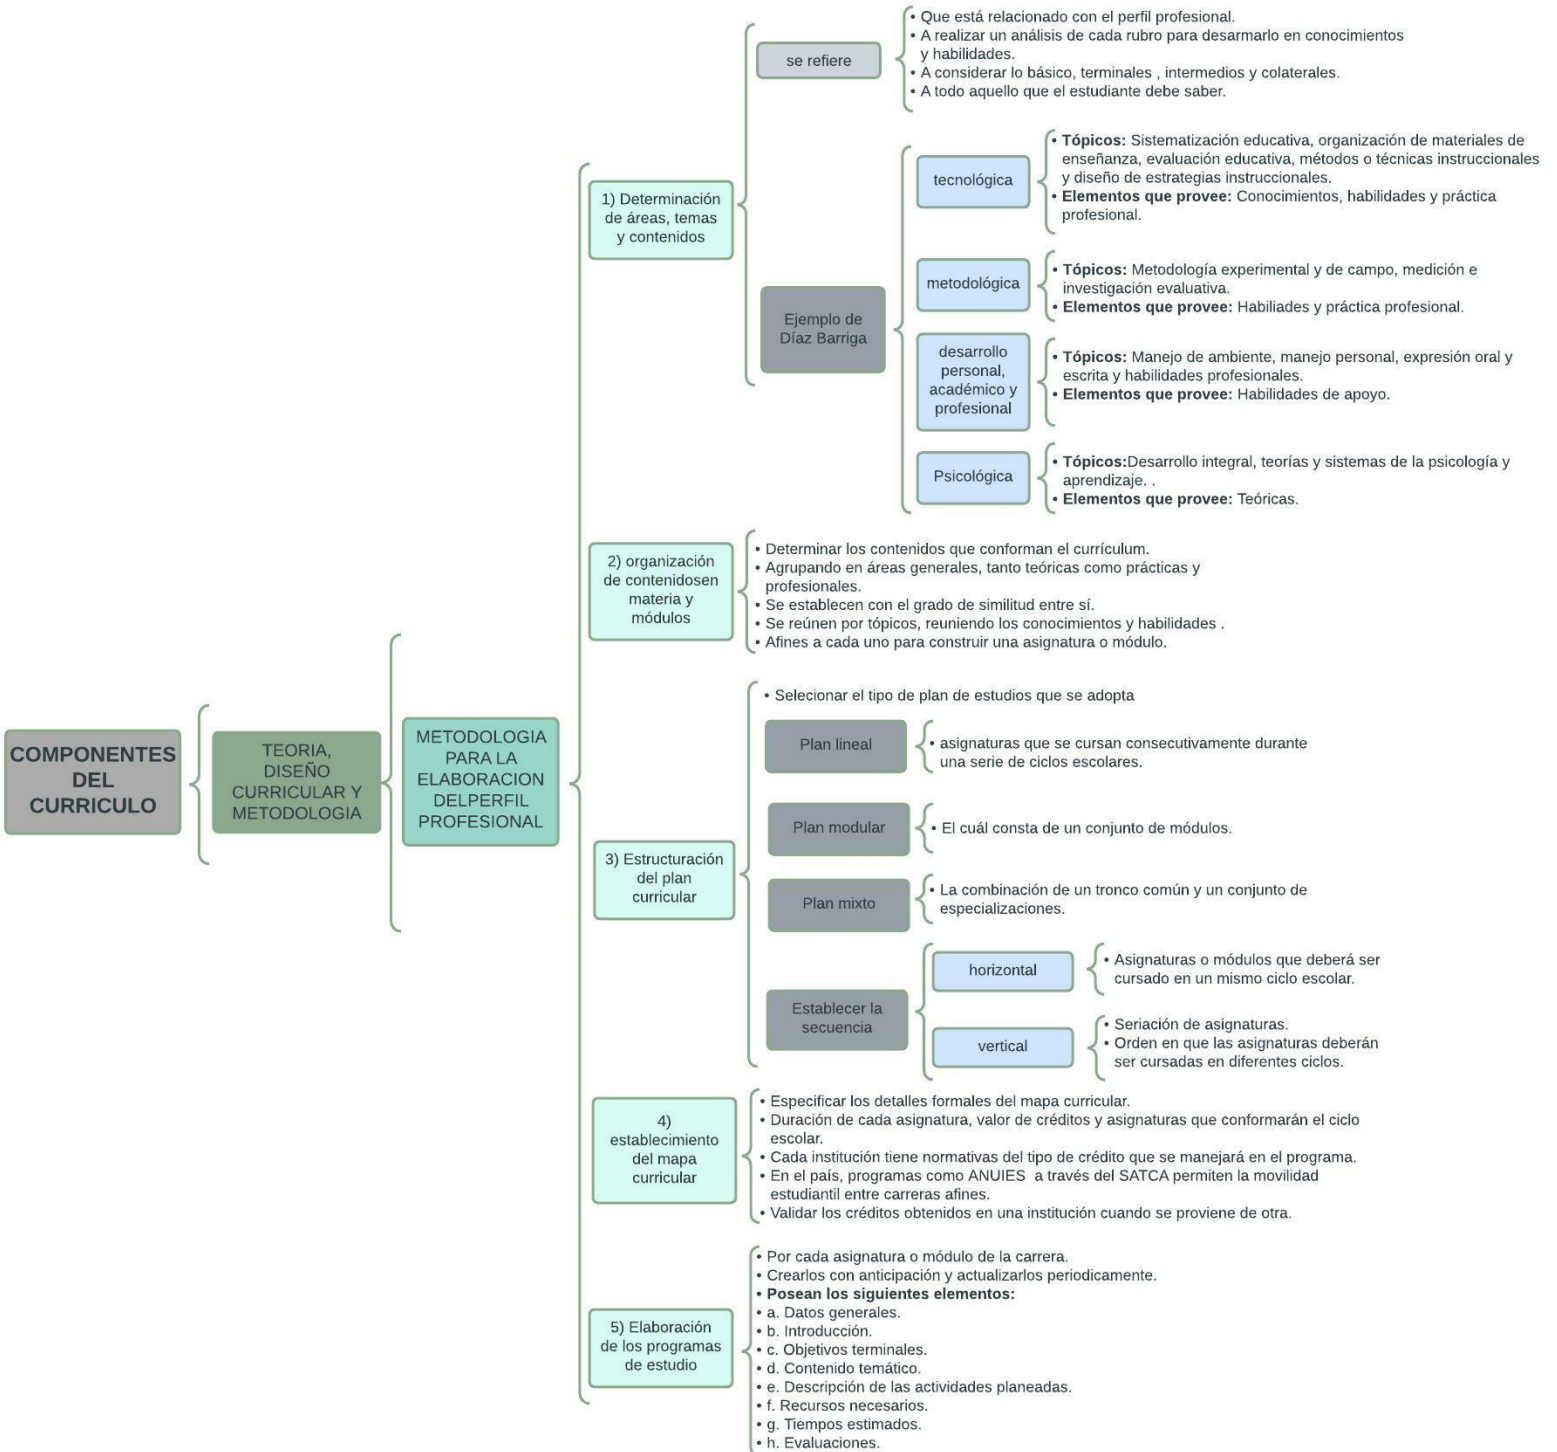 COMPONENTES
DEL
CURRICULO
TEORIA,
DISEÑO
CURRICULAR Y
METODOLOGIA
METODOLOGIA
PARA LA
ELABORACION
DELPERFIL
PROFESIONAL
1) Determinación
de áreas, temas
y contenidos
se refiere
• Que está relacionado con el perfil profesional.
• A realizar un análisis de cada rubro para desarmarlo en conocimientos
y habilidades.
• A considerar lo básico, terminales , intermedios y colaterales.
• A todo aquello que el estudiante debe saber.
Ejemplo de
Díaz Barriga
tecnológica
• Tópicos: Sistematización educativa, organización de materiales de
enseñanza, evaluación educativa, métodos o técnicas instruccionales
y diseño de estrategias instruccionales.
• Elementos que provee: Conocimientos, habilidades y práctica
profesional.
metodológica
• Tópicos: Metodología experimental y de campo, medición e
investigación evaluativa.
• Elementos que provee: Habiliades y práctica profesional.
desarrollo
personal,
académico y
profesional
• Tópicos: Manejo de ambiente, manejo personal, expresión oral y
escrita y habilidades profesionales.
• Elementos que provee: Habilidades de apoyo.
Psicológica
• Tópicos:Desarrollo integral, teorías y sistemas de la psicología y
aprendizaje. .
• Elementos que provee: Teóricas.
2) organización
de contenidosen
materia y
módulos
• Determinar los contenidos que conforman el currículum.
• Agrupando en áreas generales, tanto teóricas como prácticas y
profesionales.
• Se establecen con el grado de similitud entre sí.
• Se reúnen por tópicos, reuniendo los conocimientos y habilidades .
• Afines a cada uno para construir una asignatura o módulo.
3) Estructuración
del plan
curricular
• Selecionar el tipo de plan de estudios que se adopta
Plan lineal
• asignaturas que se cursan consecutivamente durante
una serie de ciclos escolares.
Plan modular
• El cuál consta de un conjunto de módulos.
Plan mixto
• La combinación de un tronco común y un conjunto de
especializaciones.
Establecer la
secuencia
horizontal
• Asignaturas o módulos que deberá ser
cursado en un mismo ciclo escolar.
vertical
• Seriación de asignaturas.
• Orden en que las asignaturas deberán
ser cursadas en diferentes ciclos.
4)
establecimiento
del mapa
curricular
• Especificar los detalles formales del mapa curricular.
• Duración de cada asignatura, valor de créditos y asignaturas que conformarán el ciclo
escolar.
• Cada institución tiene normativas del tipo de crédito que se manejará en el programa.
• En el país, programas como ANUIES a través del SATCA permiten la movilidad
estudiantil entre carreras afines.
• Validar los créditos obtenidos en una institución cuando se proviene de otra.
5) Elaboración
de los programas
de estudio
• Por cada asignatura o módulo de la carrera.
• Crearlos con anticipación y actualizarlos periodicamente.
• Posean los siguientes elementos:
• a. Datos generales.
• b. Introducción.
• c. Objetivos terminales.
• d. Contenido temático.
• e. Descripción de las actividades planeadas.
• f. Recursos necesarios.
• g. Tiempos estimados.
• h. Evaluaciones.